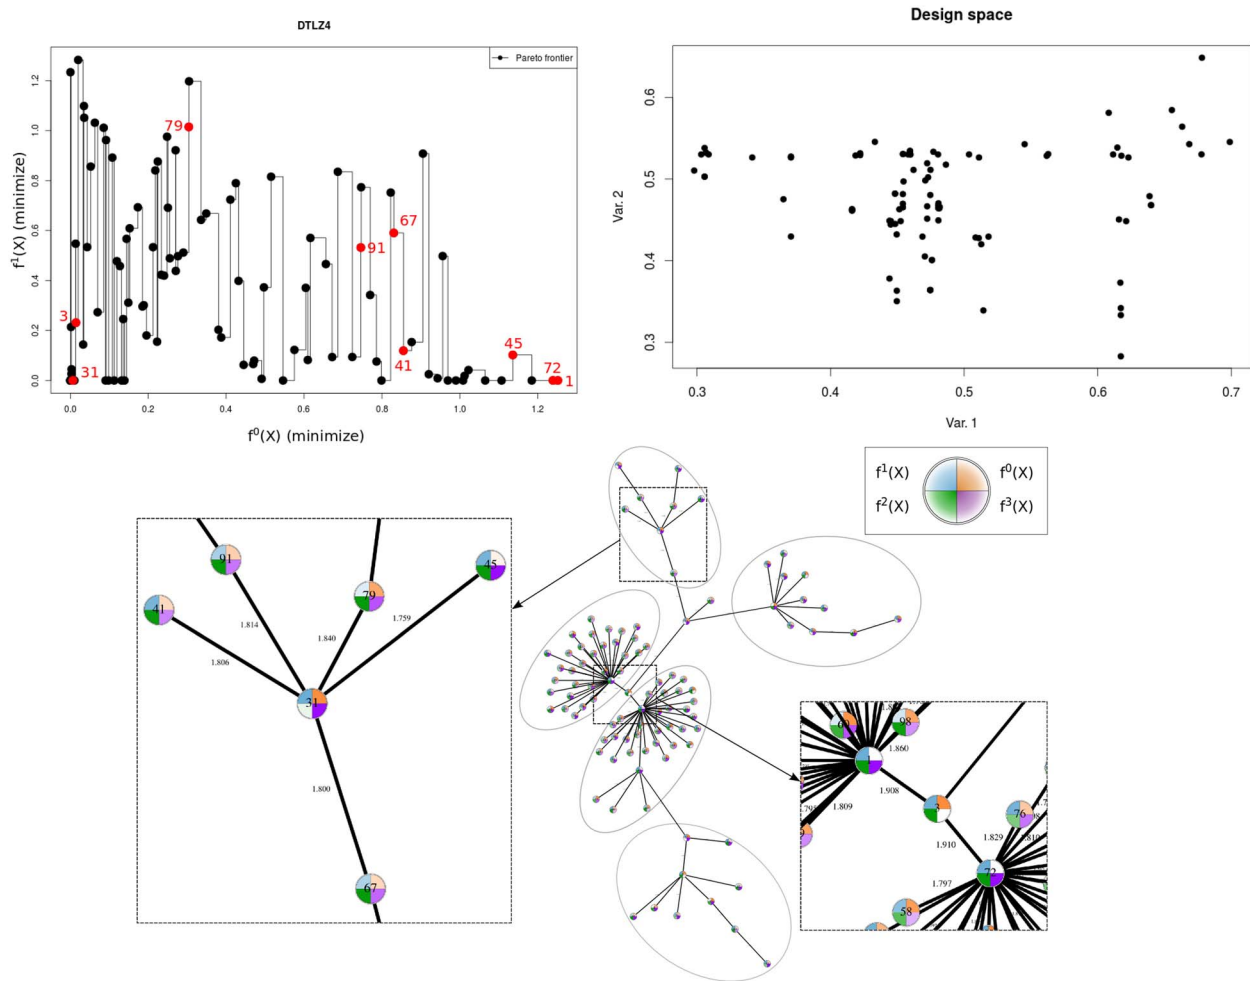 DTLZ4
Design space
Pareto frontier
f¹(X) (minimize)
0.0 0.2 0.4 0.6 0.8 1.0 1.2
79
67
91
3
31
41
45
72
1
0.0 0.2 0.4 0.6 0.8 1.0 1.2
f⁰(X) (minimize)
Var. 2
0.3 0.4 0.5 0.6
0.3 0.4 0.5 0.6 0.7
Var. 1
f¹(X) f⁰(X)
f²(X) f³(X)
91
45
79
41
1.814
1.840
1.759
1.806
31
1.800
67
98
1.860
1
1.908
1.809
3
76
1.829
1.910
72
1.797
58